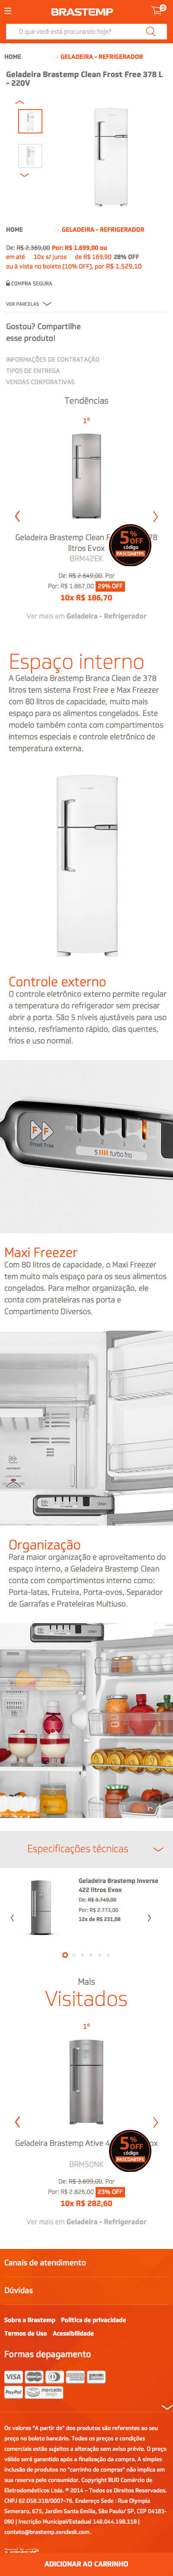 BRASTEMP
0
O que você está procurando hoje?
HOME → GELADEIRA - REFRIGERADOR
Geladeira Brastemp Clean Frost Free 378 L
- 220V
HOME → GELADEIRA - REFRIGERADOR
De: R$ 2.369,00 Por: R$ 1.699,00 ou
em até 10x s/ juros de R$ 169,90 28% OFF
ou à vista no boleto (10% OFF), por R$ 1.529,10
COMPRA SEGURA
VER PARCELAS
Gostou? Compartilhe
esse produto!
INFORMAÇÕES DE CONTRATAÇÃO
TIPOS DE ENTREGA
VENDAS CORPORATIVAS
Tendências
1º
Geladeira Brastemp Clean F 78
litros Evox
BRM42EK
5% OFF
código
PASCOAPTS
De: R$ 2.649,00. Por
Por: R$ 1.867,00 29% OFF
10x R$ 186,70
Ver mais em Geladeira - Refrigerador
Espaço interno
A Geladeira Brastemp Branca Clean de 378
litros tem sistema Frost Free e Max Freezer
com 80 litros de capacidade, muito mais
espaço para os alimentos congelados. Este
modelo também conta com compartimentos
internos especiais e controle eletrônico de
temperatura externa.
Controle externo
O controle eletrônico externo permite regular
a temperatura do refrigerador sem precisar
abrir a porta. São 5 níveis ajustáveis para uso
intenso, resfriamento rápido, dias quentes,
frios e uso normal.
FF
Frost Free
min
1 2 3 4 5 turbo frio
Maxi Freezer
Com 80 litros de capacidade, o Maxi Freezer
tem muito mais espaço para os seus alimentos
congelados. Para melhor organização, ele
conta com prateleiras na porta e
Compartimento Diversos.
Organização
Para maior organização e aproveitamento do
espaço interno, a Geladeira Brastemp Clean
conta com compartimentos internos como:
Porta-latas, Fruteira, Porta-ovos, Separador
de Garrafas e Prateleiras Multiuso.
Especificações técnicas
Geladeira Brastemp Inverse
422 litros Evox
De: R$ 3.749,00
Por: R$ 2.773,00
12x de R$ 231,08
Mais
Visitados
1º
Geladeira Brastemp Ative 4 ox
BRM50NK
5% OFF
código
PASCOAPTS
De: R$ 3.699,00. Por
Por: R$ 2.826,00 23% OFF
10x R$ 282,60
Ver mais em Geladeira - Refrigerador
Canais de atendimento
Dúvidas
Sobre a Brastemp Política de privacidade
Termos de Uso Acessibilidade
Formas depagamento
VISA
PayPal mercado pago
Os valores "A partir de" dos produtos são referentes ao seu
preço no boleto bancário. Todos os preços e condições
comerciais estão sujeitos a alteração sem aviso prévio. O preço
válido será garantido após a finalização da compra. A simples
inclusão de produtos no "carrinho de compras" não implica em
sua reserva pelo consumidor. Copyright BUD Comércio de
Eletrodomésticos Ltda. ® 2014 – Todos os Direitos Reservados.
CNPJ 62.058.318/0007-76. Endereço Sede : Rua Olympia
Semeraro, 675, Jardim Santa Emília, São Paulo/ SP, CEP 04183-
090 | Inscrição Municipal/Estadual 148.044.198.118 |
contato@brastemp.zendesk.com.
ADICIONAR AO CARRINHO